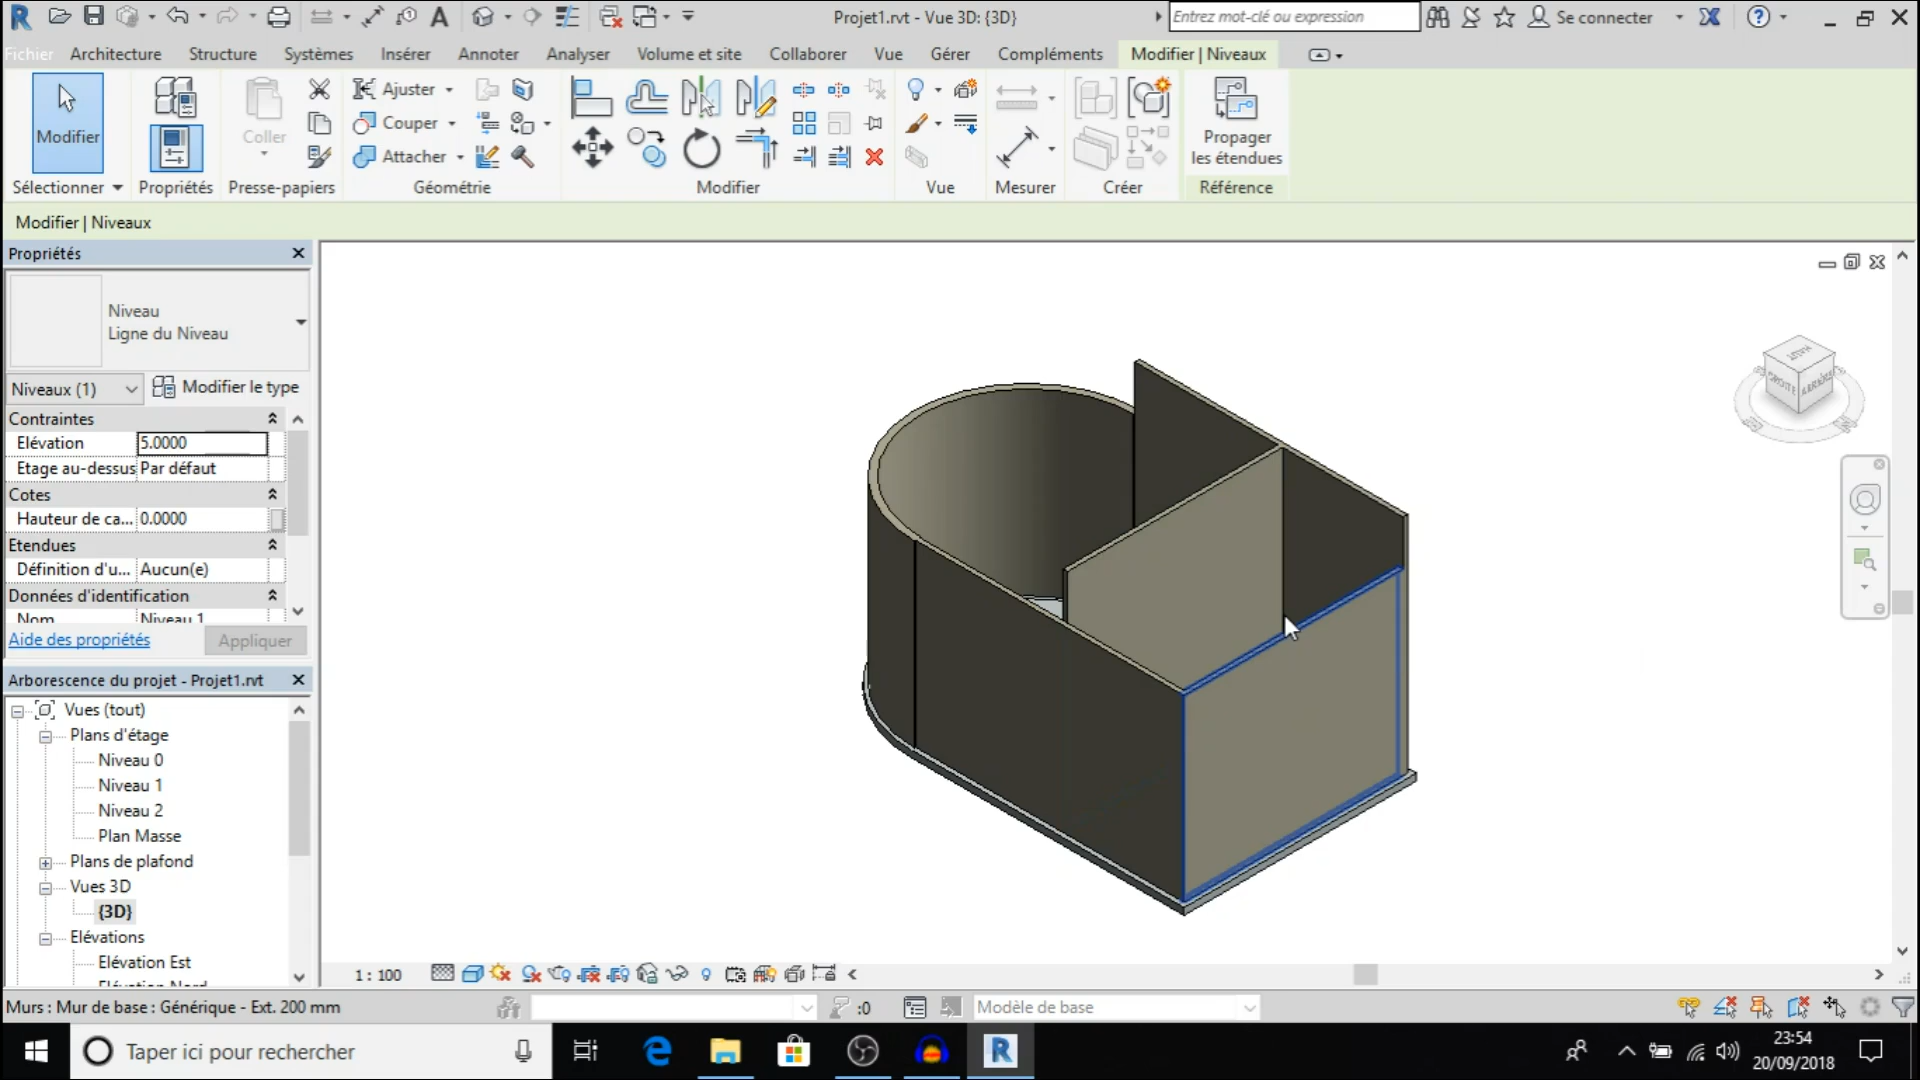 Projet1.rvt - Vue 3D: {3D}
Entrez mot-clé ou expression
Se connecter
Fichier
Architecture
Structure
Systèmes
Insérer
Annoter
Analyser
Volume et site
Collaborer
Vue
Gérer
Compléments
Modifier | Niveaux
Modifier
Coller
Ajuster
Couper
Attacher
Propager
les étendues
Sélectionner
Propriétés
Presse-papiers
Géométrie
Modifier
Vue
Mesurer
Créer
Référence
Modifier | Niveaux
Propriétés
Niveau
Ligne du Niveau
Niveaux (1)
Modifier le type
Contraintes
Elévation 5.0000
Etage au-dessus Par défaut
Cotes
Hauteur de ca... 0.0000
Etendues
Définition d'u... Aucun(e)
Données d'identification
Nom Niveau 1
Aide des propriétés
Appliquer
Arborescence du projet - Projet1.rvt
Vues (tout)
Plans d'étage
Niveau 0
Niveau 1
Niveau 2
Plan Masse
Plans de plafond
Vues 3D
{3D}
Elévations
Elévation Est
Elévation Nord
HAUT
DROITE
ARRIÈRE
1 : 100
Murs : Mur de base : Générique - Ext. 200 mm
:0
Modèle de base
Taper ici pour rechercher
23:54
20/09/2018